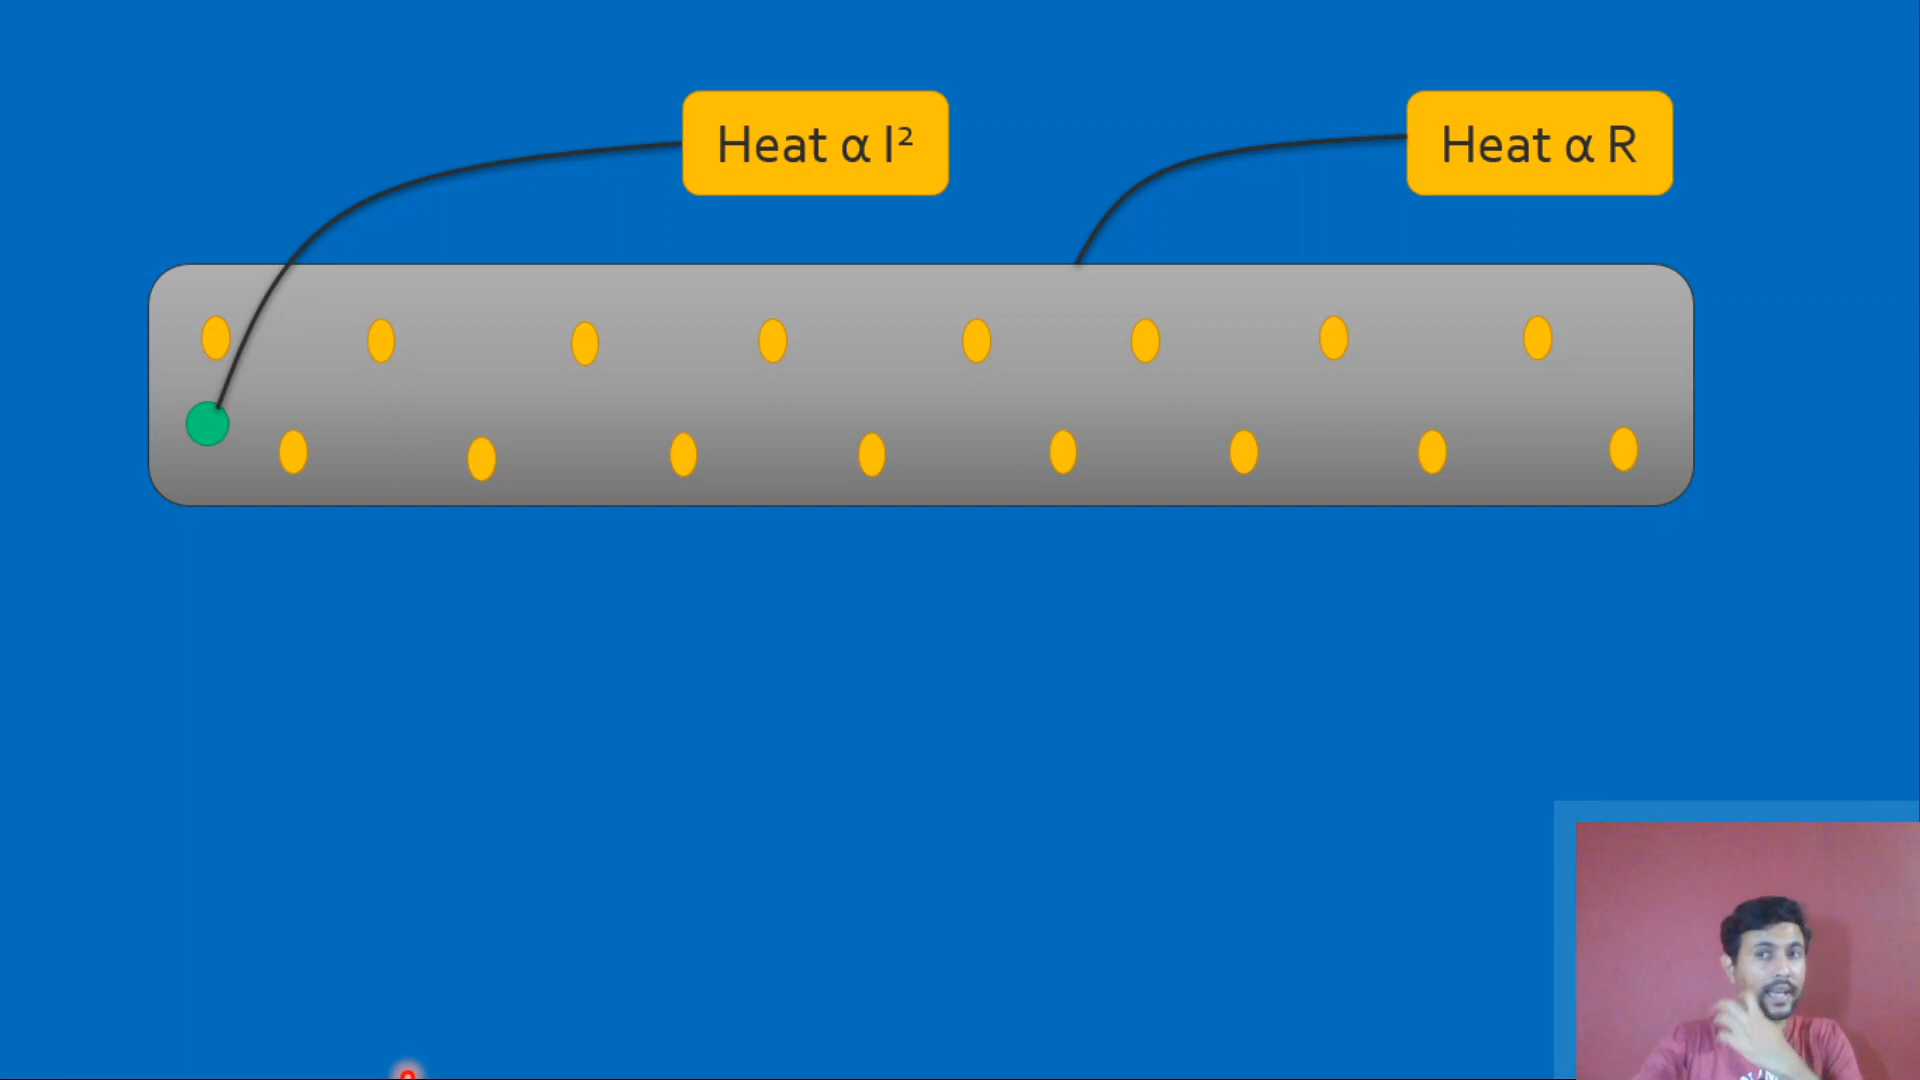 Heat α I²
Heat α R